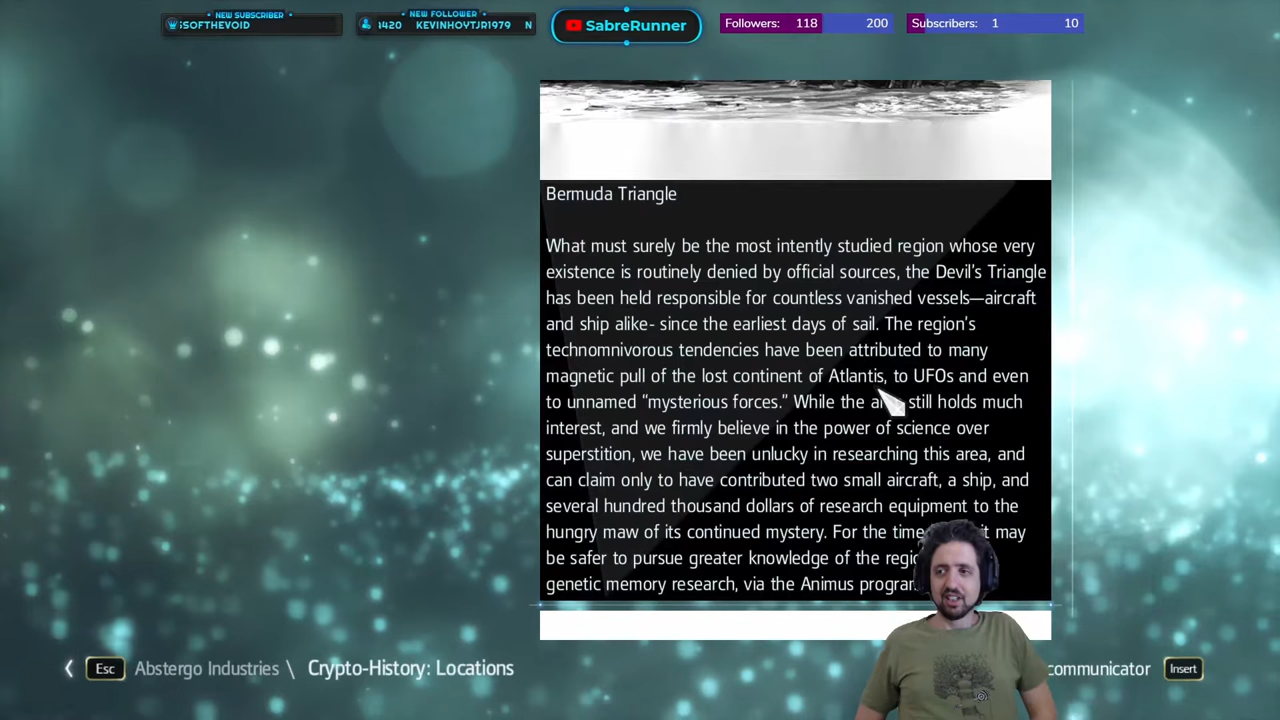 NEW SUBSCRIBER
iSOFTHEVOID
NEW FOLLOWER
1420 KEVINHOYTJR1979 N
SabreRunner
Followers: 118 200
Subscribers: 1 10
Bermuda Triangle
What must surely be the most intently studied region whose very
existence is routinely denied by official sources, the Devil's Triangle
has been held responsible for countless vanished vessels—aircraft
and ship alike- since the earliest days of sail. The region's
technomnivorous tendencies have been attributed to many
magnetic pull of the lost continent of Atlantis, to UFOs and even
to unnamed "mysterious forces." While the still holds much
interest, and we firmly believe in the power of science over
superstition, we have been unlucky in researching this area, and
can claim only to have contributed two small aircraft, a ship, and
several hundred thousand dollars of research equipment to the
hungry maw of its continued mystery. For the time it may
be safer to pursue greater knowledge of the
genetic memory research, via the Animus
Esc Abstergo Industries \ Crypto-History: Locations communicator Insert